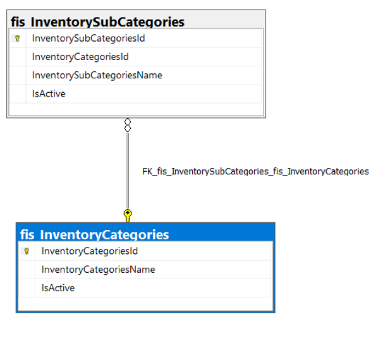 fis_InventorySubCategories
InventorySubCategoriesId
InventoryCategoriesId
InventorySubCategoriesName
IsActive
FK_fis_InventorySubCategories_fis_InventoryCategories
fis_InventoryCategories
InventoryCategoriesId
InventoryCategoriesName
IsActive